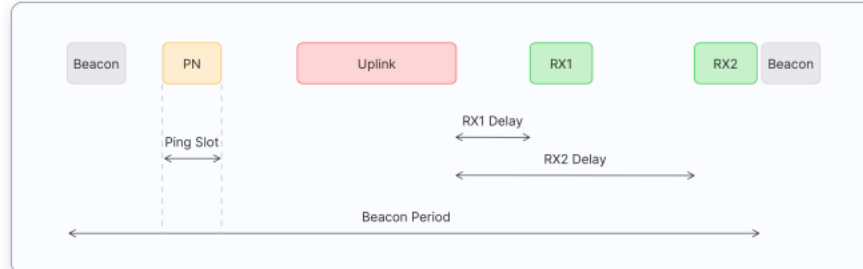 Beacon
PN
Uplink
RX1
RX2
Beacon
RX1 Delay
Ping Slot
RX2 Delay
Beacon Period